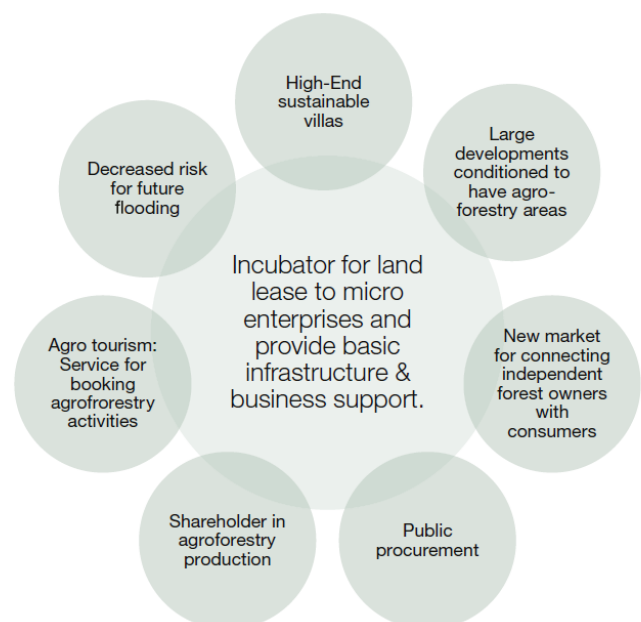 High-End
sustainable
villas
Large
developments
conditioned to
have agro-
forestry areas
New market
for connecting
independent
forest owners
with
consumers
Public
procurement
Shareholder in
agroforestry
production
Agro tourism:
Service for
booking
agrofrorestry
activities
Decreased risk
for future
flooding
Incubator for land
lease to micro
enterprises and
provide basic
infrastructure &
business support.